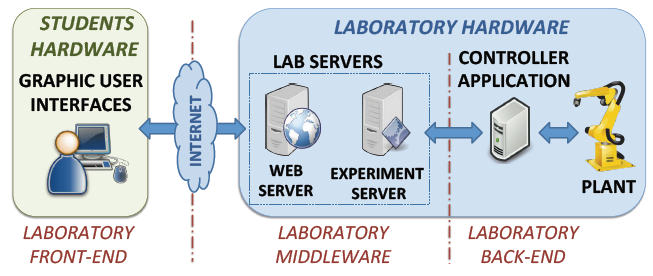 STUDENTS
HARDWARE
GRAPHIC USER
INTERFACES
INTERNET
LABORATORY HARDWARE
LAB SERVERS
WEB
SERVER
EXPERIMENT
SERVER
CONTROLLER
APPLICATION
PLANT
LABORATORY
FRONT-END
LABORATORY
MIDDLEWARE
LABORATORY
BACK-END